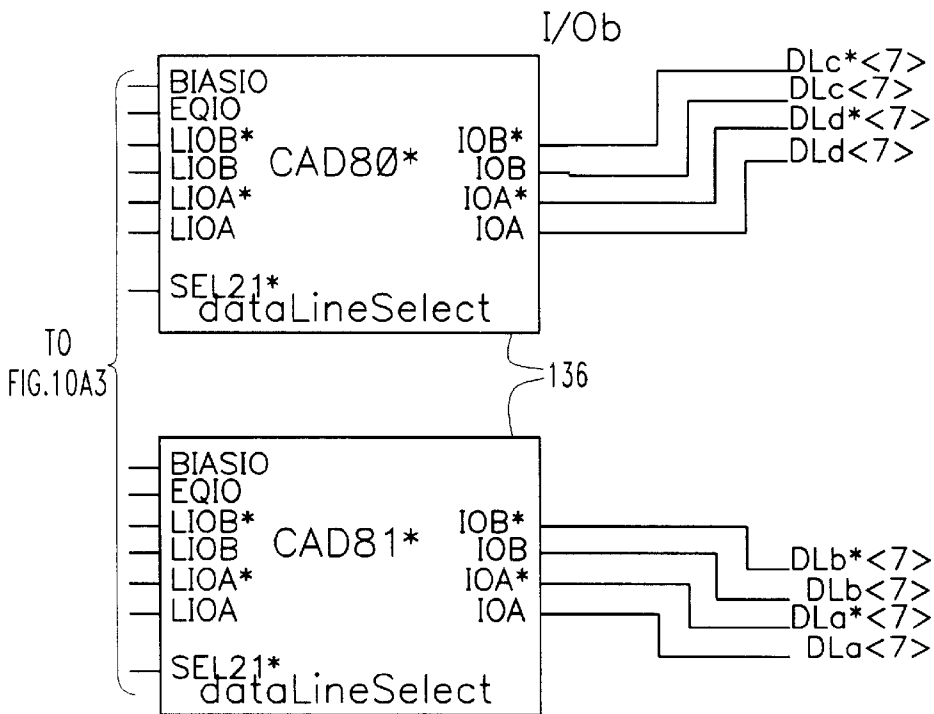 I/Ob
BIASIO
EQIO
LIOB*
LIOB
LIOA*
LIOA
SEL21*
CAD80*
dataLineSelect
IOB*
IOB
IOA*
IOA
DLc*<7>
DLc<7>
DLd*<7>
DLd<7>
TO
FIG.10A3
136
BIASIO
EQIO
LIOB*
LIOB
LIOA*
LIOA
SEL21*
CAD81*
dataLineSelect
IOB*
IOB
IOA*
IOA
DLb*<7>
DLb<7>
DLa*<7>
DLa<7>